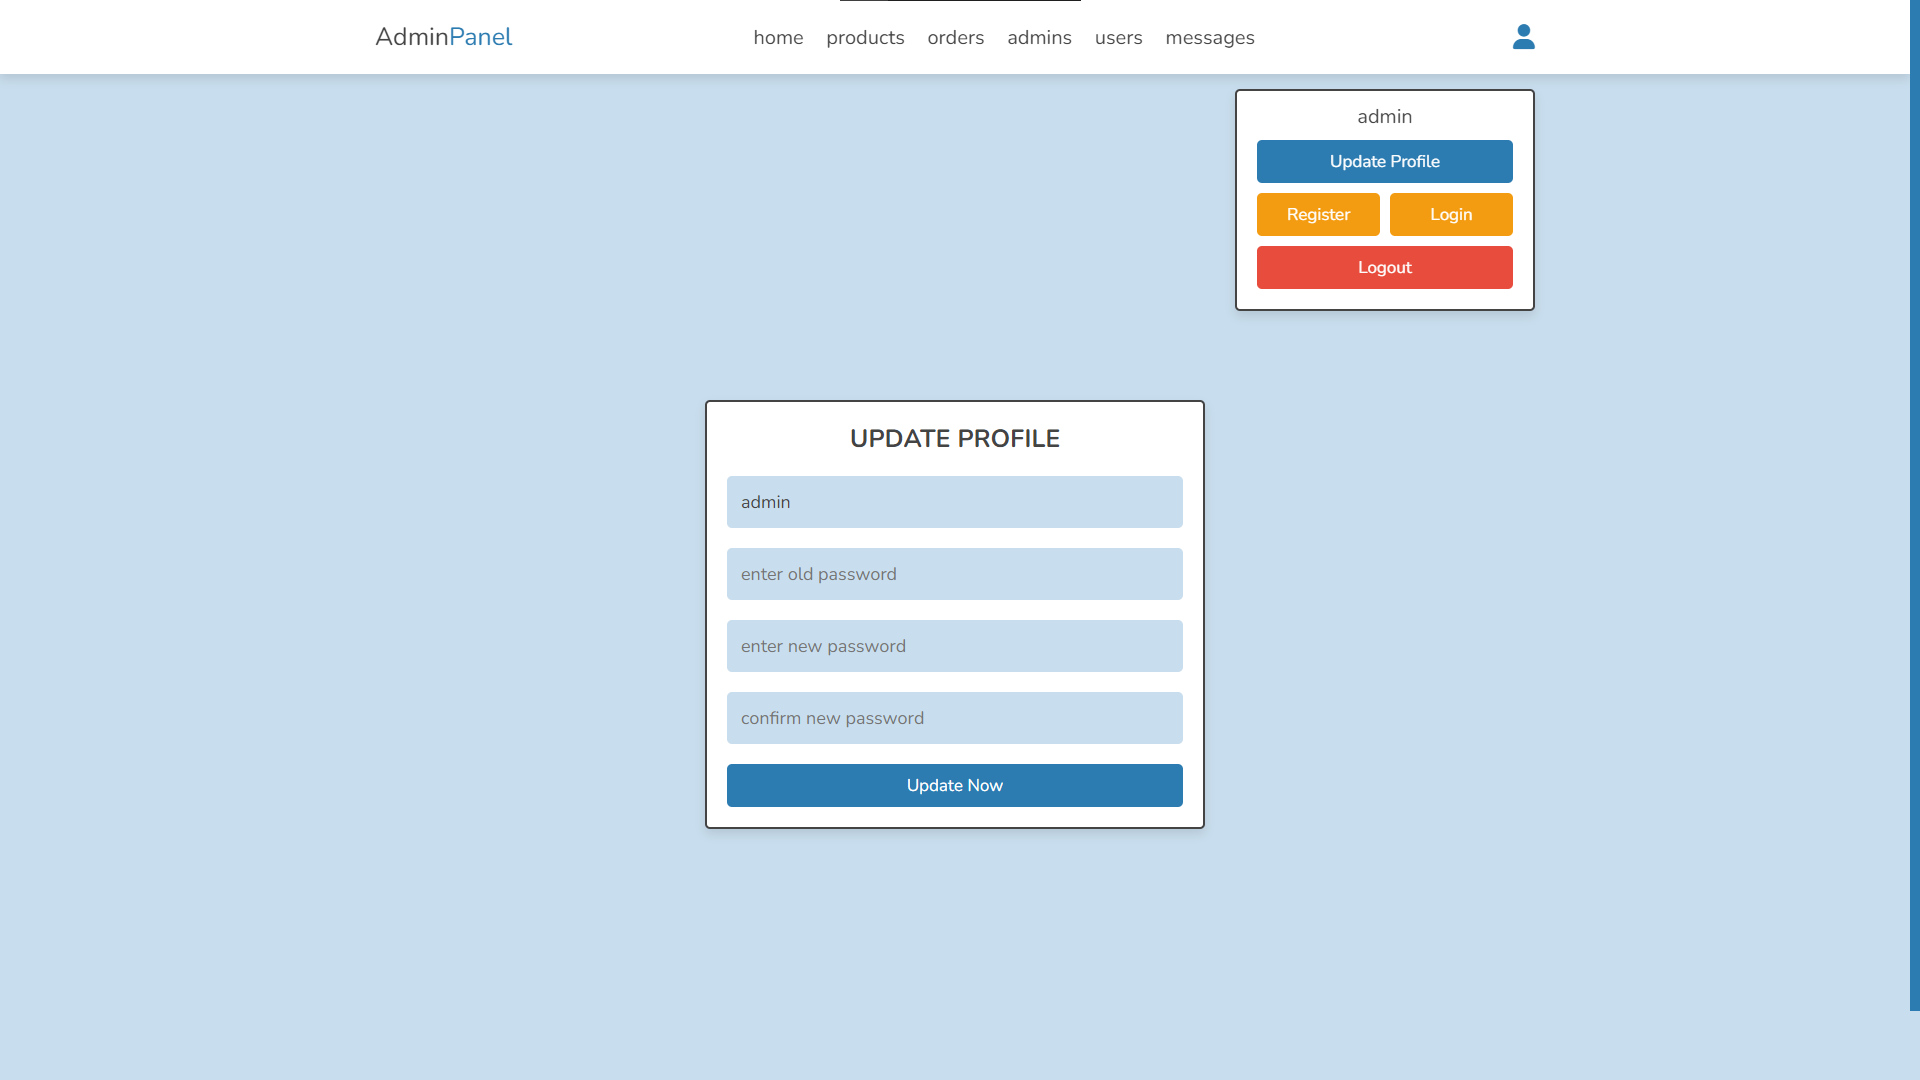 AdminPanel home products orders admins users messages
admin
Update Profile
Register Login
Logout
UPDATE PROFILE
admin
enter old password
enter new password
confirm new password
Update Now